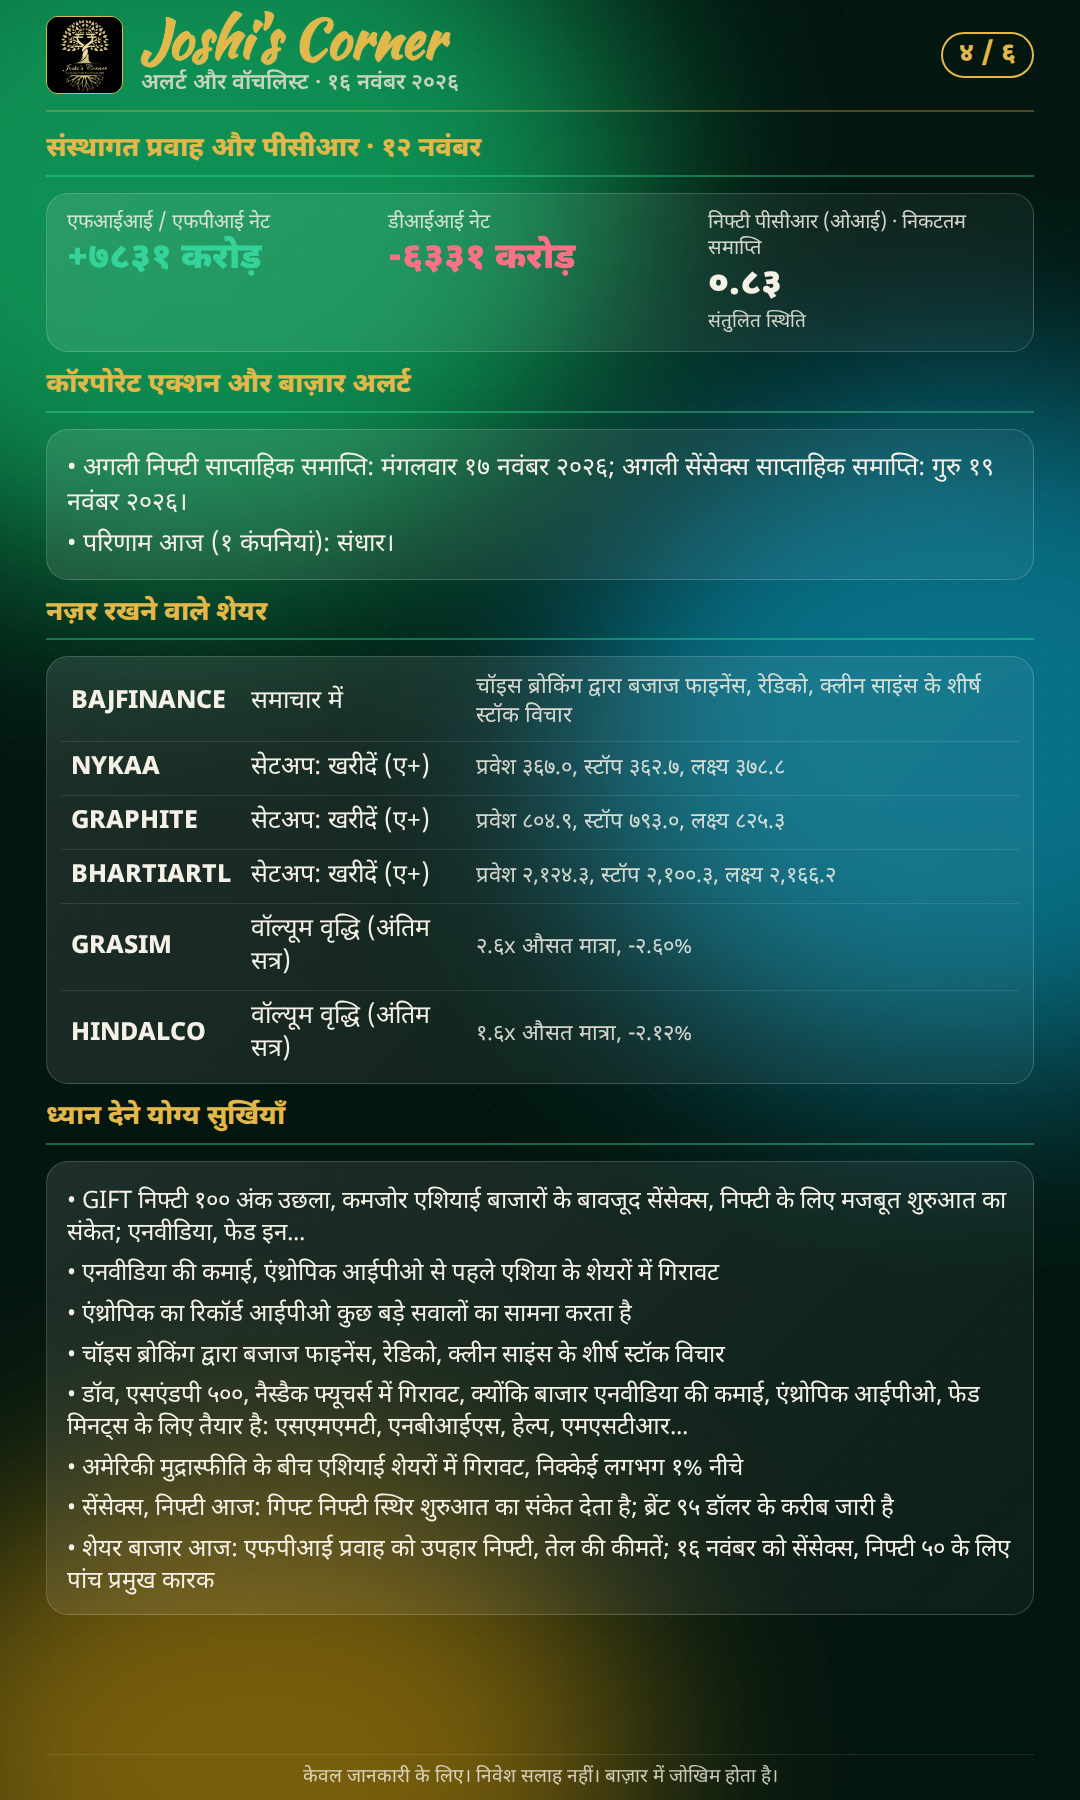 Joshi's Corner
अलर्ट और वॉचलिस्ट · १६ नवंबर २०२६
४ / ६
संस्थागत प्रवाह और पीसीआर · १२ नवंबर
एफआईआई / एफपीआई नेट
+७८३१ करोड़
डीआईआई नेट
-६३३१ करोड़
निफ्टी पीसीआर (ओआई) · निकटतम
समाप्ति
०.८३
संतुलित स्थिति
कॉरपोरेट एक्शन और बाज़ार अलर्ट
• अगली निफ्टी साप्ताहिक समाप्ति: मंगलवार १७ नवंबर २०२६; अगली सेंसेक्स साप्ताहिक समाप्ति: गुरु १९
नवंबर २०२६।
• परिणाम आज (१ कंपनियां): संधार।
नज़र रखने वाले शेयर
BAJFINANCE समाचार में चॉइस ब्रोकिंग द्वारा बजाज फाइनेंस, रेडिको, क्लीन साइंस के शीर्ष
स्टॉक विचार
NYKAA सेटअप: खरीदें (ए+) प्रवेश ३६७.०, स्टॉप ३६२.७, लक्ष्य ३७८.८
GRAPHITE सेटअप: खरीदें (ए+) प्रवेश ८०४.९, स्टॉप ७९३.०, लक्ष्य ८२५.३
BHARTIARTL सेटअप: खरीदें (ए+) प्रवेश २,१२४.३, स्टॉप २,१००.३, लक्ष्य २,१६६.२
GRASIM वॉल्यूम वृद्धि (अंतिम
सत्र) २.६x औसत मात्रा, -२.६०%
HINDALCO वॉल्यूम वृद्धि (अंतिम
सत्र) १.६x औसत मात्रा, -२.१२%
ध्यान देने योग्य सुर्खियाँ
• GIFT निफ्टी १०० अंक उछला, कमजोर एशियाई बाजारों के बावजूद सेंसेक्स, निफ्टी के लिए मजबूत शुरुआत का
संकेत; एनवीडिया, फेड इन...
• एनवीडिया की कमाई, एंथ्रोपिक आईपीओ से पहले एशिया के शेयरों में गिरावट
• एंथ्रोपिक का रिकॉर्ड आईपीओ कुछ बड़े सवालों का सामना करता है
• चॉइस ब्रोकिंग द्वारा बजाज फाइनेंस, रेडिको, क्लीन साइंस के शीर्ष स्टॉक विचार
• डॉव, एसएंडपी ५००, नैस्डैक फ्यूचर्स में गिरावट, क्योंकि बाजार एनवीडिया की कमाई, एंथ्रोपिक आईपीओ, फेड
मिनट्स के लिए तैयार है: एसएमएमटी, एनबीआईएस, हेल्प, एमएसटीआर...
• अमेरिकी मुद्रास्फीति के बीच एशियाई शेयरों में गिरावट, निक्केई लगभग १% नीचे
• सेंसेक्स, निफ्टी आज: गिफ्ट निफ्टी स्थिर शुरुआत का संकेत देता है; ब्रेंट ९५ डॉलर के करीब जारी है
• शेयर बाजार आज: एफपीआई प्रवाह को उपहार निफ्टी, तेल की कीमतें; १६ नवंबर को सेंसेक्स, निफ्टी ५० के लिए
पांच प्रमुख कारक
केवल जानकारी के लिए। निवेश सलाह नहीं। बाज़ार में जोखिम होता है।